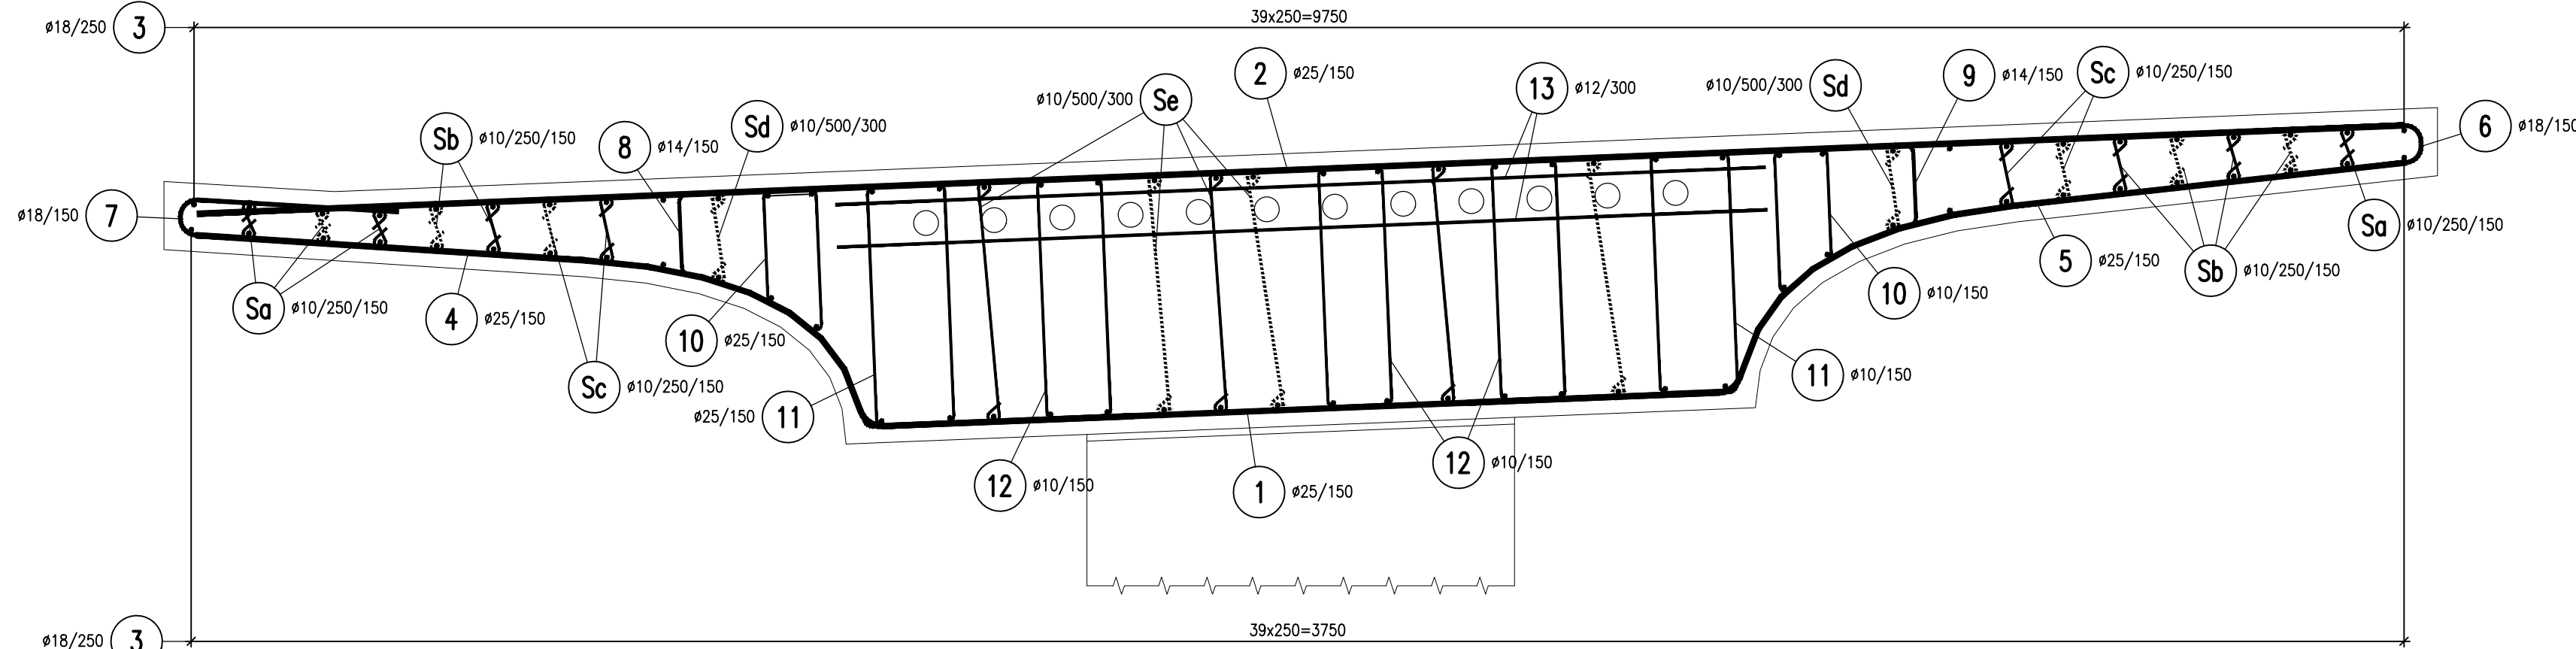 39x250=9750
ø18/250 3
2 ø25/150
13 ø12/300
ø10/500/300 Se
ø10/500/300 Sd
9 ø14/150
Sc ø10/250/150
Sb ø10/250/150
8 ø14/150
Sd ø10/500/300
6 ø18/150
ø18/150 7
Sa ø10/250/150
4 ø25/150
10 ø25/150
Sc ø10/250/150
ø25/150 11
12 ø10/150
1 ø25/150
12 ø10/150
11 ø10/150
10 ø10/150
5 ø25/150
Sb ø10/250/150
Sa ø10/250/150
39x250=3750
ø18/250 3